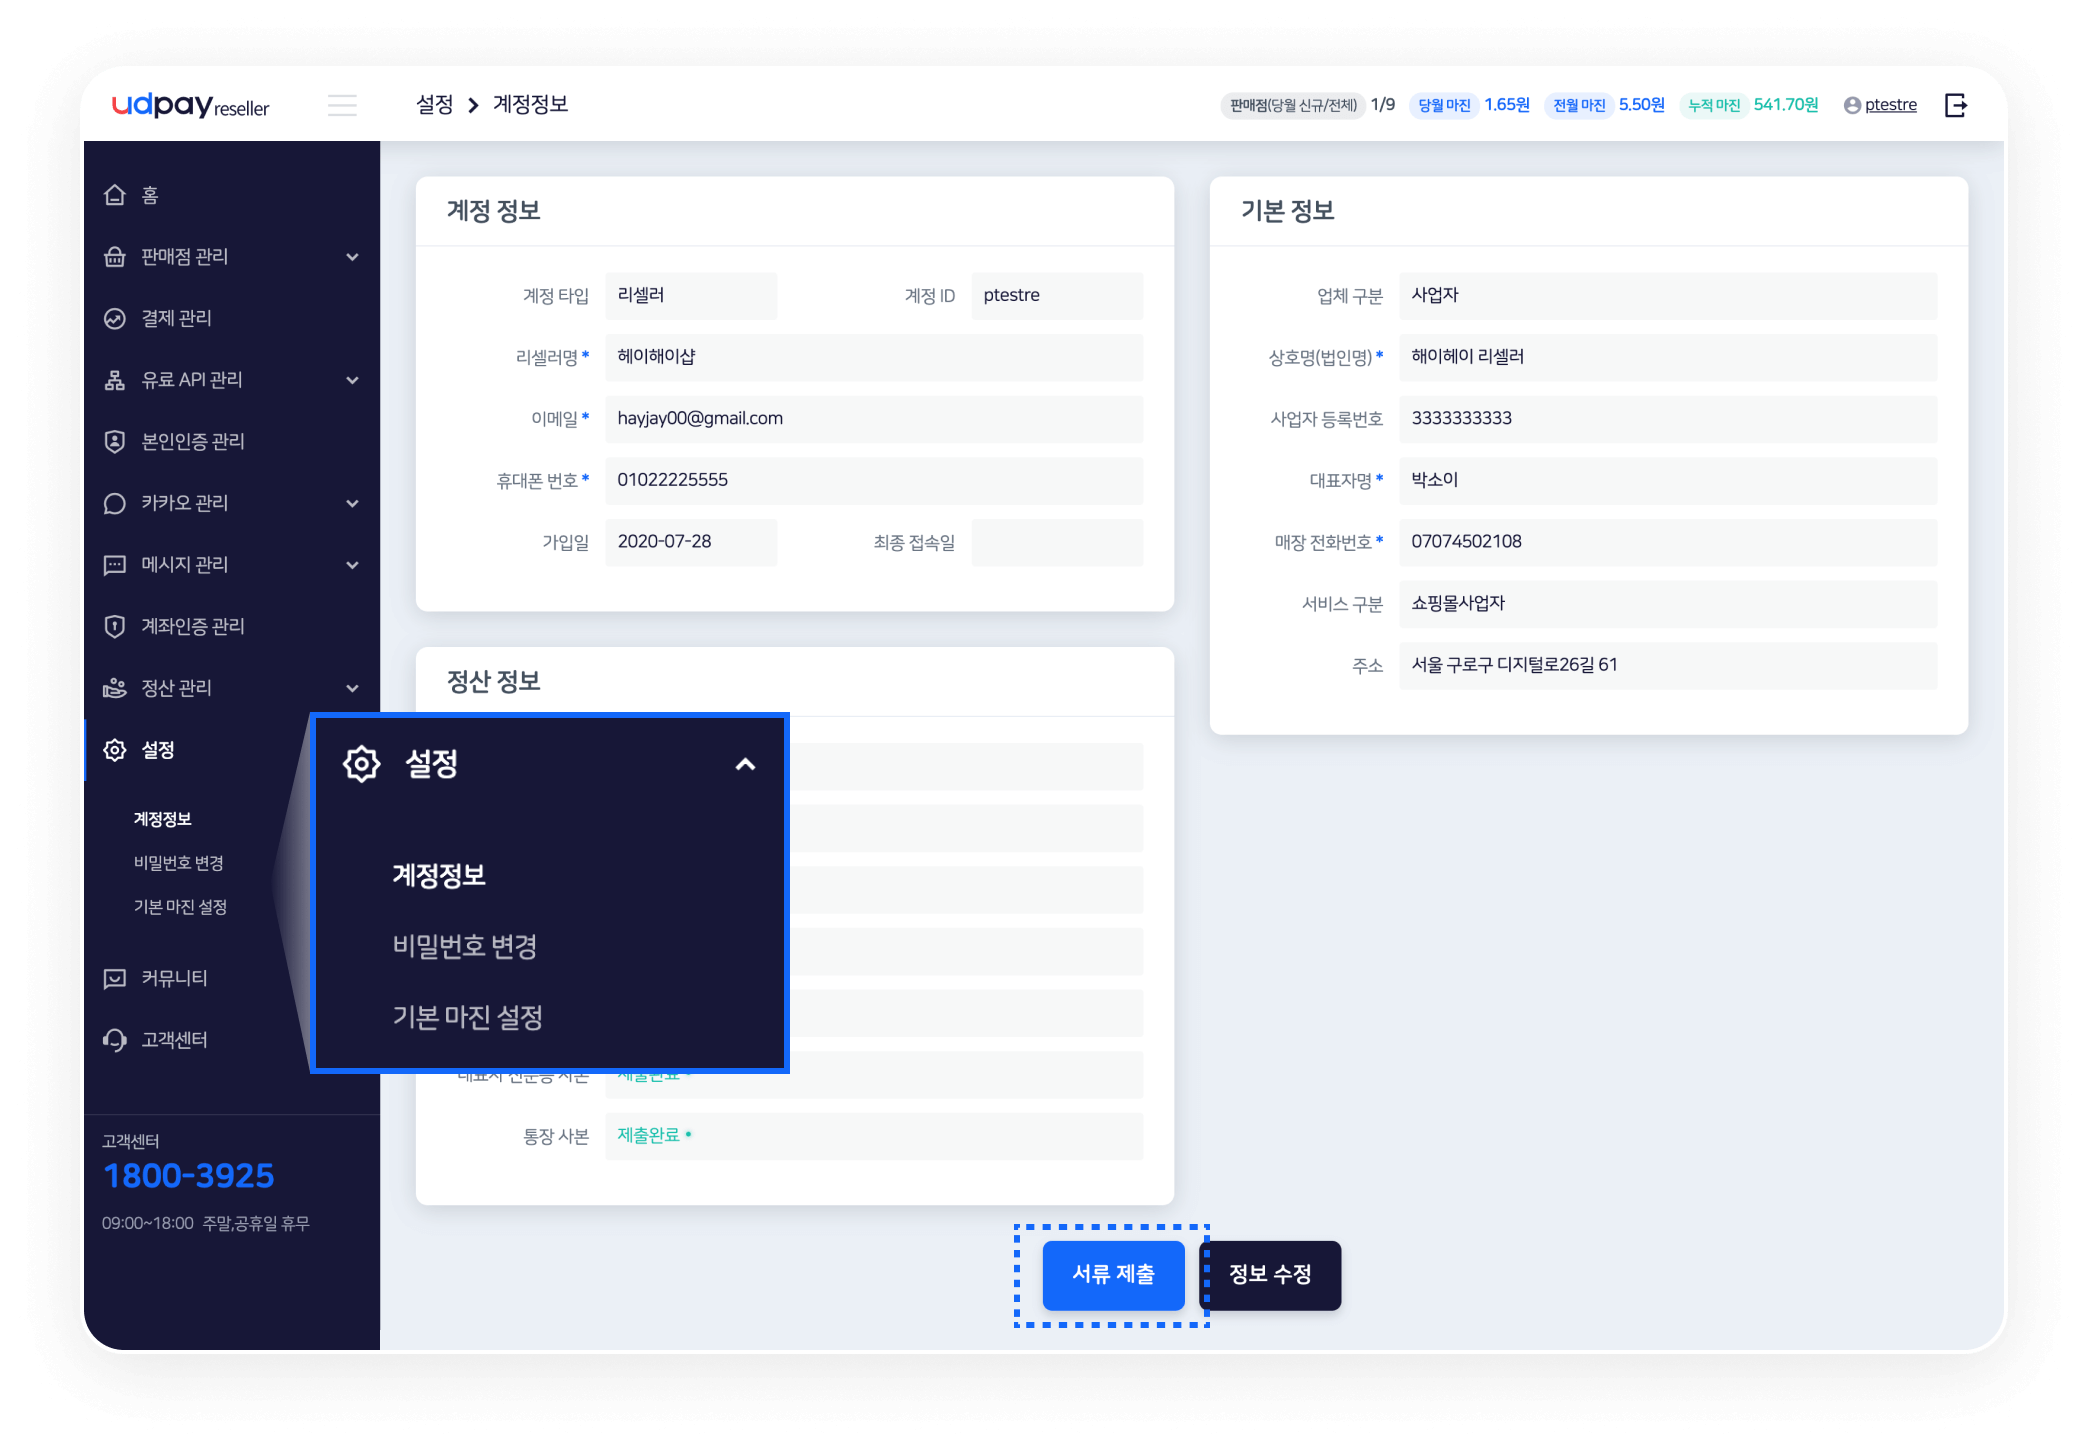 udpay reseller
설정 > 계정정보
판매점(당월 신규/전체) 1/9 당월 마진 1.65원 전월 마진 5.50원 누적 마진 541.70원 ptestre
홈
판매점 관리
결제 관리
유료 API 관리
본인인증 관리
카카오 관리
메시지 관리
계좌인증 관리
정산 관리
설정
계정정보
비밀번호 변경
기본 마진 설정
커뮤니티
고객센터
고객센터
1800-3925
09:00~18:00 주말,공휴일 휴무
계정 정보
계정 타입 리셀러 계정 ID ptestre
리셀러명* 헤이해이샵
이메일* hayjay00@gmail.com
휴대폰 번호* 01022225555
가입일 2020-07-28 최종 접속일
기본 정보
업체 구분 사업자
상호명(법인명)* 해이헤이 리셀러
사업자 등록번호 3333333333
대표자명* 박소이
매장 전화번호* 07074502108
서비스 구분 쇼핑몰사업자
주소 서울 구로구 디지털로26길 61
정산 정보
설정
계정정보
비밀번호 변경
기본 마진 설정
대표자 신분증 사본 제출완료
통장 사본 제출완료
서류 제출
정보 수정